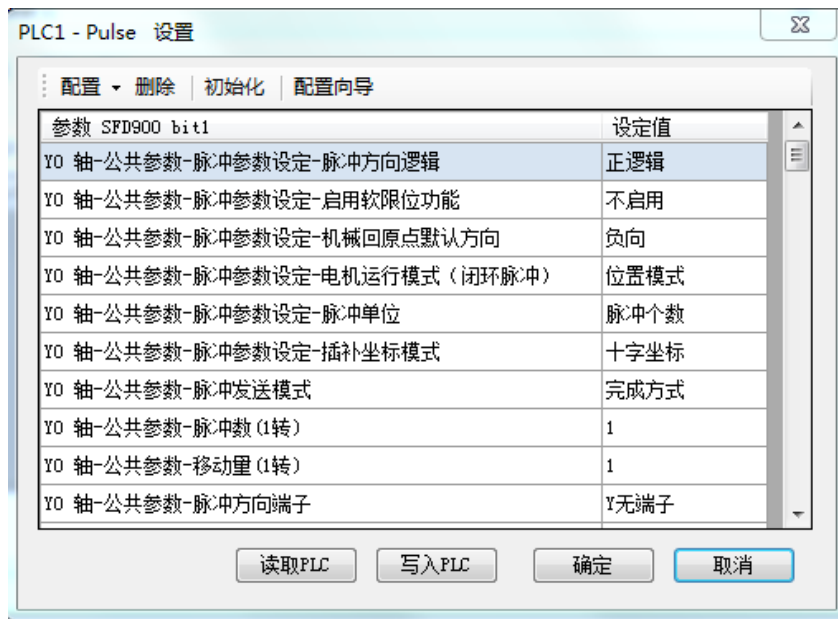 PLC1 - Pulse 设置
配置 删除 初始化 配置向导
参数 SFD900 bit1 设定值
Y0 轴-公共参数-脉冲参数设定-脉冲方向逻辑 正逻辑
Y0 轴-公共参数-脉冲参数设定-启用软限位功能 不启用
Y0 轴-公共参数-脉冲参数设定-机械回原点默认方向 负向
Y0 轴-公共参数-脉冲参数设定-电机运行模式（闭环脉冲） 位置模式
Y0 轴-公共参数-脉冲参数设定-脉冲单位 脉冲个数
Y0 轴-公共参数-脉冲参数设定-插补坐标模式 十字坐标
Y0 轴-公共参数-脉冲发送模式 完成方式
Y0 轴-公共参数-脉冲数(1转) 1
Y0 轴-公共参数-移动量(1转) 1
Y0 轴-公共参数-脉冲方向端子 Y无端子
读取PLC 写入PLC 确定 取消